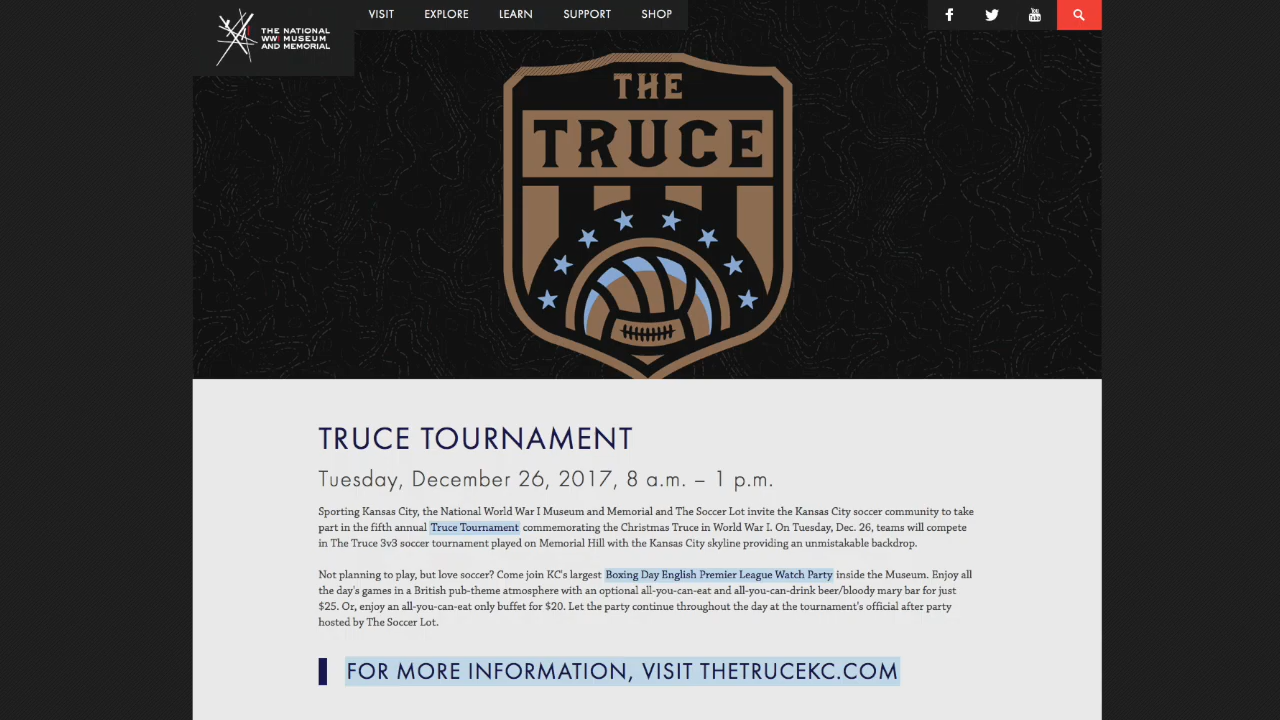 THE NATIONAL
WWI MUSEUM
AND MEMORIAL
VISIT EXPLORE LEARN SUPPORT SHOP
You Tube
THE
TRUCE
TRUCE TOURNAMENT
Tuesday, December 26, 2017, 8 a.m. – 1 p.m.
Sporting Kansas City, the National World War I Museum and Memorial and The Soccer Lot invite the Kansas City soccer community to take
part in the fifth annual Truce Tournament commemorating the Christmas Truce in World War I. On Tuesday, Dec. 26, teams will compete
in The Truce 3v3 soccer tournament played on Memorial Hill with the Kansas City skyline providing an unmistakable backdrop.
Not planning to play, but love soccer? Come join KC's largest Boxing Day English Premier League Watch Party inside the Museum. Enjoy all
the day's games in a British pub-theme atmosphere with an optional all-you-can-eat and all-you-can-drink beer/bloody mary bar for just
$25. Or, enjoy an all-you-can-eat only buffet for $20. Let the party continue throughout the day at the tournament's official after party
hosted by The Soccer Lot.
FOR MORE INFORMATION, VISIT THETRUCEKC.COM